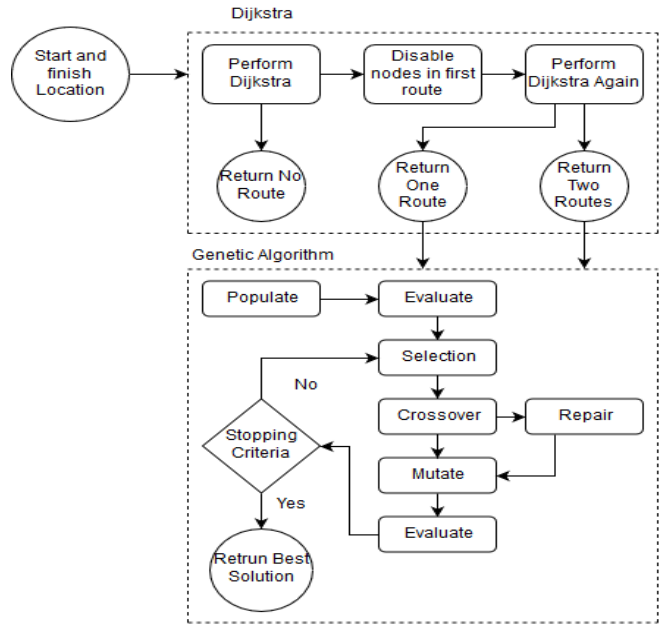 Dijkstra
Start and
finish
Location
Perform
Dijkstra
Disable
nodes in first
route
Perform
Dijkstra Again
Return No
Route
Return
One
Route
Return
Two
Routes
Genetic Algorithm
Populate
Evaluate
Selection
No
Crossover
Repair
Stopping
Criteria
Mutate
Yes
Evaluate
Retrun Best
Solution